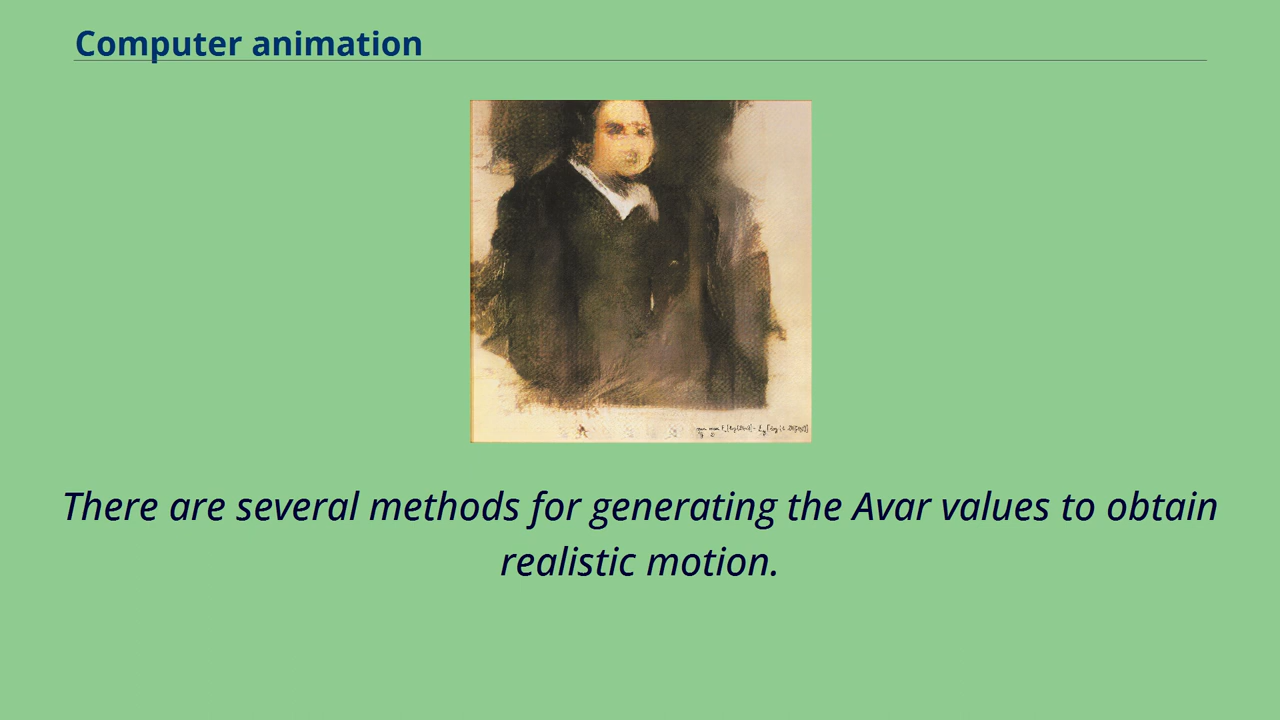 Computer animation
There are several methods for generating the Avar values to obtain
realistic motion.